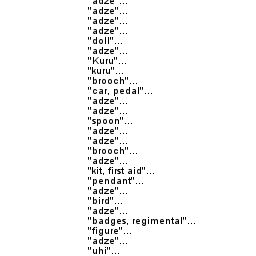 "adze"...
"adze"...
"adze"...
"adze"...
"doll"...
"adze"...
"Kuru"...
"kuru"...
"brooch"...
"car, pedal"...
"adze"...
"adze"...
"spoon"...
"adze"...
"adze"...
"brooch"...
"adze"...
"kit, first aid"...
"pendant"...
"adze"...
"bird"...
"adze"...
"badges, regimental"...
"figure"...
"adze"...
"uhi"...